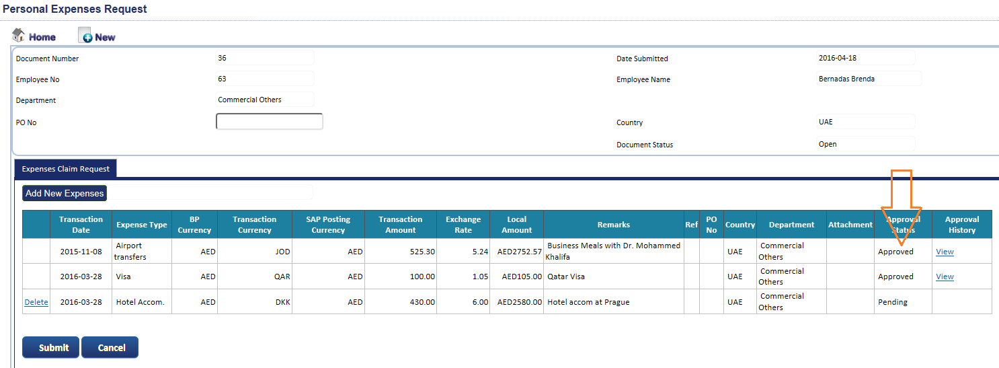 Personal Expenses Request
Home New
Document Number 36 Date Submitted 2016-04-18
Employee No 63 Employee Name Bernadas Brenda
Department Commercial Others
PO No Country UAE
Document Status Open
Expenses Claim Request
Add New Expenses
Transaction Date Expense Type BP Currency Transaction Currency SAP Posting Currency Transaction Amount Exchange Rate Local Amount Remarks Ref PO No Country Department Attachment Approval Status Approval History
2015-11-08 Airport transfers AED JOD AED 525.30 5.24 AED2752.57 Business Meals with Dr. Mohammed Khalifa UAE Commercial Others Approved View
2016-03-28 Visa AED QAR AED 100.00 1.05 AED105.00 Qatar Visa UAE Commercial Others Approved View
Delete 2016-03-28 Hotel Accom. AED DKK AED 430.00 6.00 AED2580.00 Hotel accom at Prague UAE Commercial Others Pending
Submit Cancel